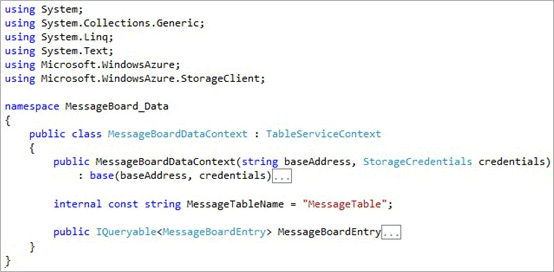 using System;
using System.Collections.Generic;
using System.Linq;
using System.Text;
using Microsoft.WindowsAzure;
using Microsoft.WindowsAzure.StorageClient;
namespace MessageBoard_Data
{
public class MessageBoardDataContext : TableServiceContext
{
public MessageBoardDataContext(string baseAddress, StorageCredentials credentials)
: base(baseAddress, credentials)...
internal const string MessageTableName = "MessageTable";
public IQueryable<MessageBoardEntry> MessageBoardEntry...
}
}